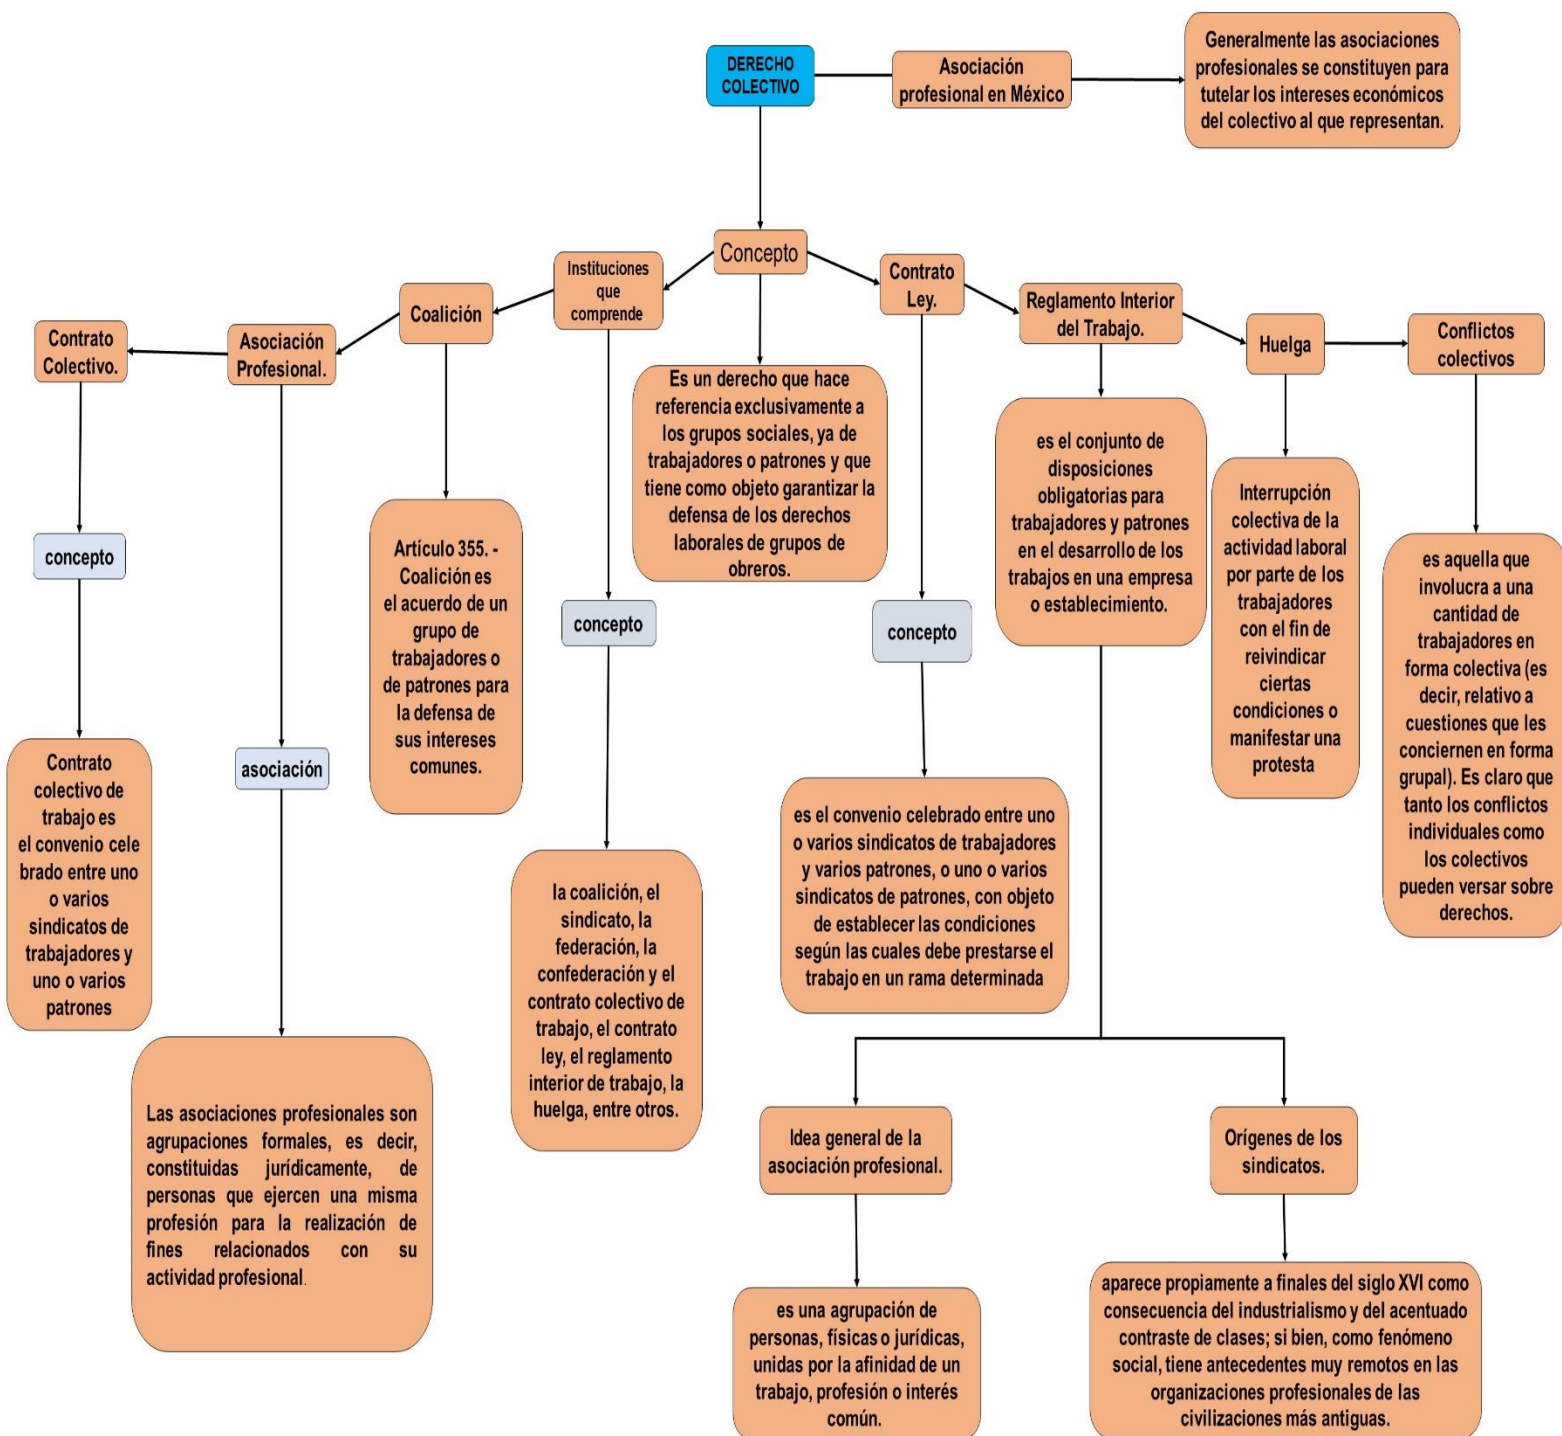 DERECHO
COLECTIVO
Asociación
profesional en México
Generalmente las asociaciones
profesionales se constituyen para
tutelar los intereses económicos
del colectivo al que representan.
Concepto
Instituciones
que
comprende
Coalición
Asociación
Profesional.
Contrato
Colectivo.
Contrato
Ley.
Reglamento Interior
del Trabajo.
Huelga
Conflictos
colectivos
Es un derecho que hace
referencia exclusivamente a
los grupos sociales, ya de
trabajadores o patrones y que
tiene como objeto garantizar la
defensa de los derechos
laborales de grupos de
obreros.
es el conjunto de
disposiciones
obligatorias para
trabajadores y patrones
en el desarrollo de los
trabajos en una empresa
o establecimiento.
Interrupción
colectiva de la
actividad laboral
por parte de los
trabajadores
con el fin de
reivindicar
ciertas
condiciones o
manifestar una
protesta
es aquella que
involucra a una
cantidad de
trabajadores en
forma colectiva (es
decir, relativo a
cuestiones que les
conciernen en forma
grupal). Es claro que
tanto los conflictos
individuales como
los colectivos
pueden versar sobre
derechos.
concepto
Artículo 355. -
Coalición es
el acuerdo de un
grupo de
trabajadores o
de patrones para
la defensa de
sus intereses
comunes.
concepto
concepto
asociación
Contrato
colectivo de
trabajo es
el convenio cele
brado entre uno
o varios
sindicatos de
trabajadores y
uno o varios
patrones
la coalición, el
sindicato, la
federación, la
confederación y el
contrato colectivo de
trabajo, el contrato
ley, el reglamento
interior de trabajo, la
huelga, entre otros.
es el convenio celebrado entre uno
o varios sindicatos de trabajadores
y varios patrones, o uno o varios
sindicatos de patrones, con objeto
de establecer las condiciones
según las cuales debe prestarse el
trabajo en un rama determinada
Las asociaciones profesionales son
agrupaciones formales, es decir,
constituidas jurídicamente, de
personas que ejercen una misma
profesión para la realización de
fines relacionados con su
actividad profesional.
Idea general de la
asociación profesional.
Orígenes de los
sindicatos.
es una agrupación de
personas, físicas o jurídicas,
unidas por la afinidad de un
trabajo, profesión o interés
común.
aparece propiamente a finales del siglo XVI como
consecuencia del industrialismo y del acentuado
contraste de clases; si bien, como fenómeno
social, tiene antecedentes muy remotos en las
organizaciones profesionales de las
civilizaciones más antiguas.